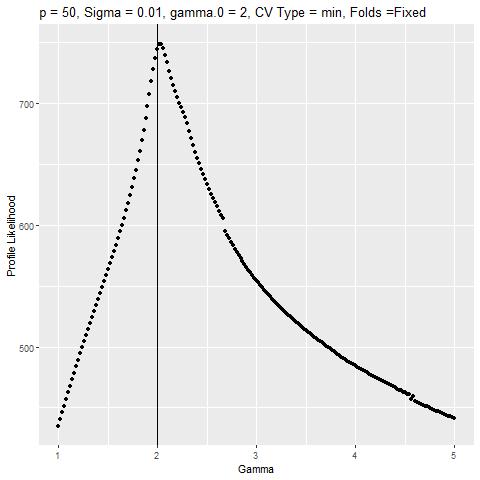 p = 50, Sigma = 0.01, gamma.0 = 2, CV Type = min, Folds =Fixed
Profile Likelihood
700
600
500
1 2 3 4 5
Gamma